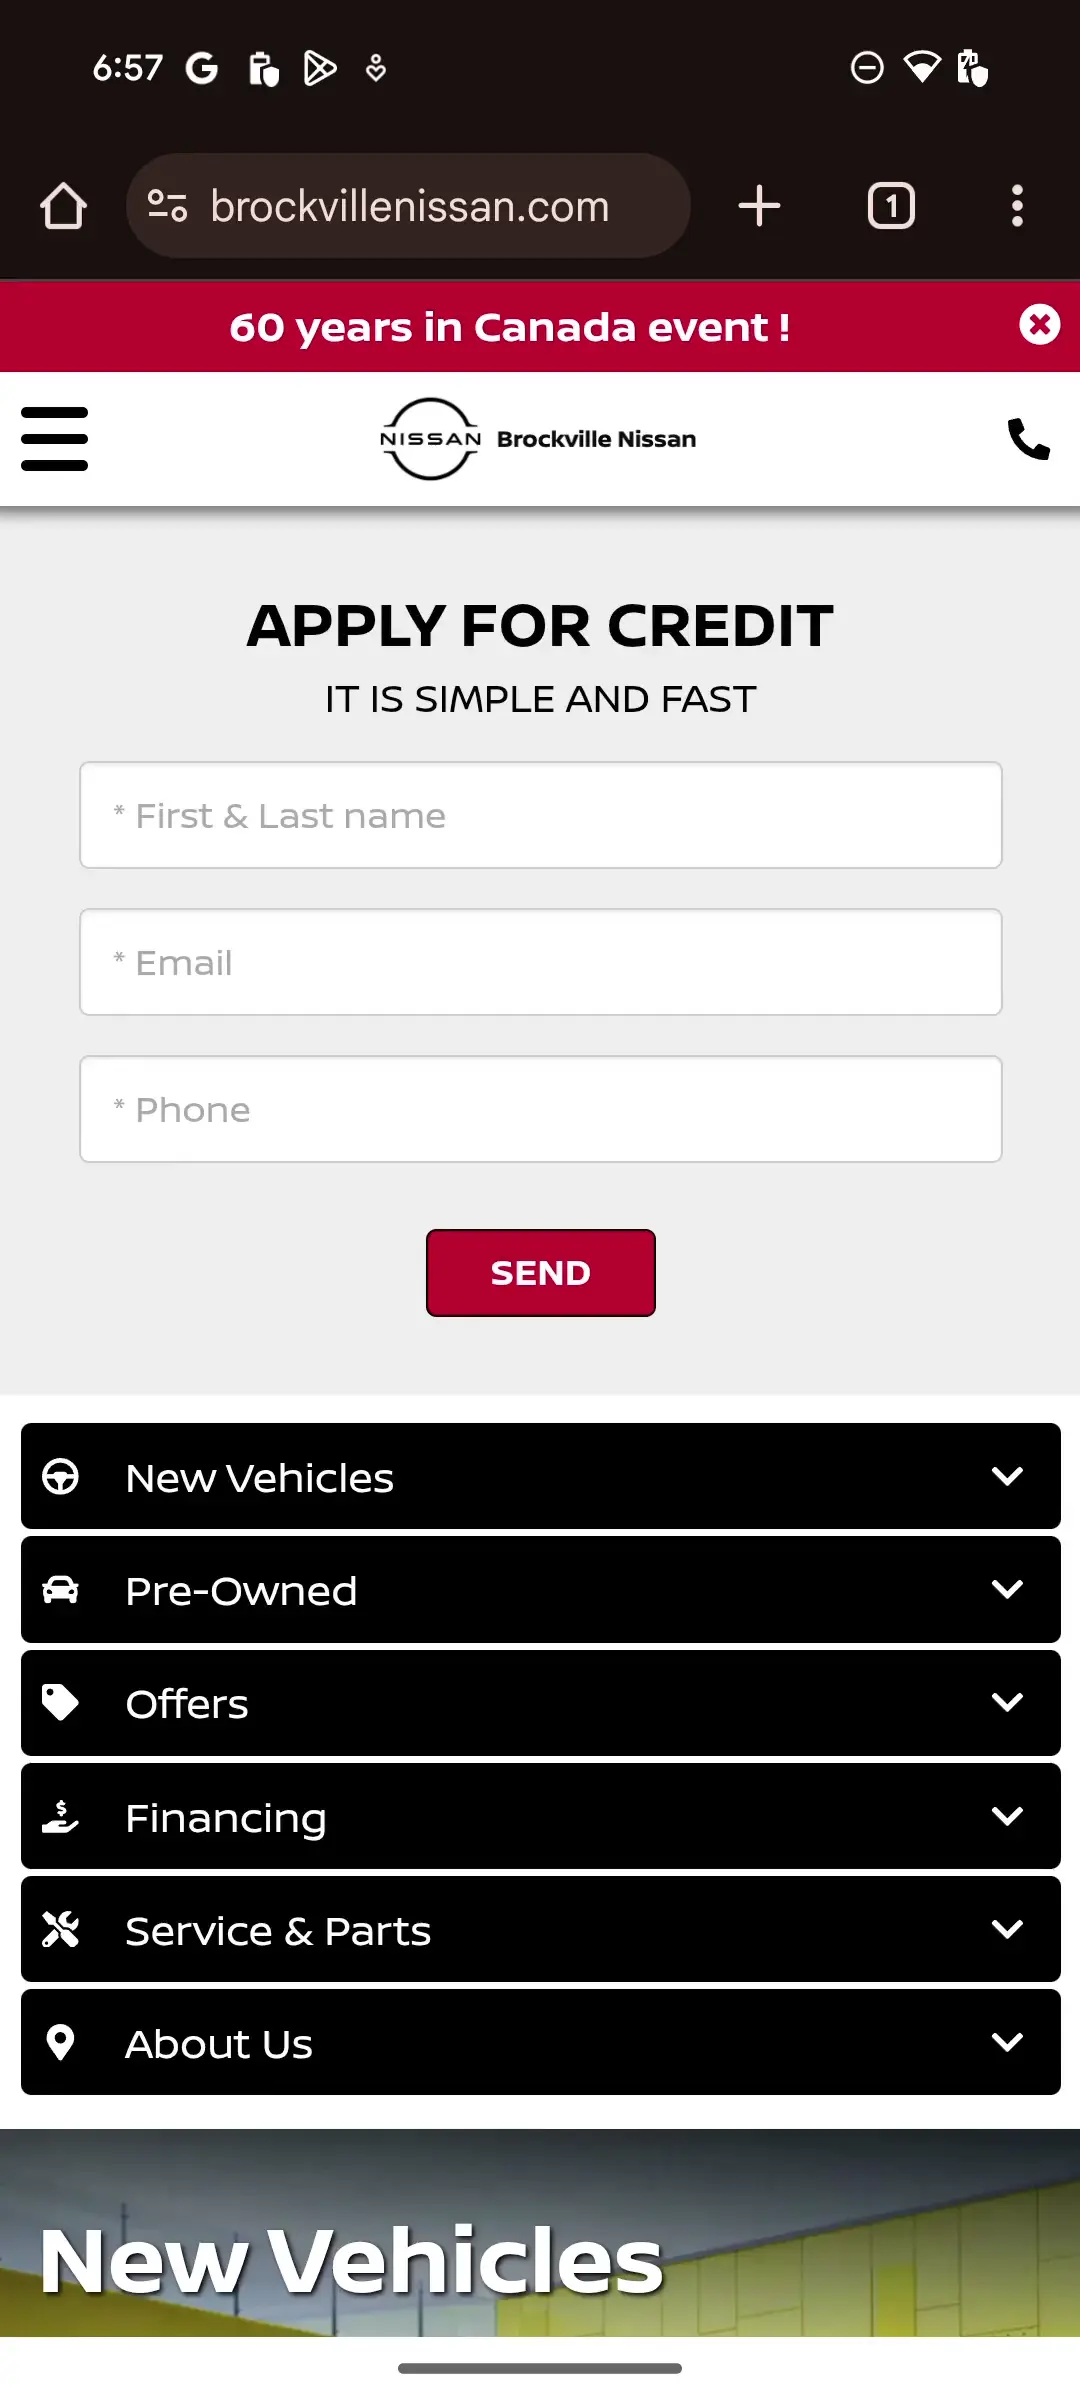 6:57
brockvillenissan.com
1
60 years in Canada event !
NISSAN
Brockville Nissan
APPLY FOR CREDIT
IT IS SIMPLE AND FAST
* First & Last name
* Email
* Phone
SEND
New Vehicles
Pre-Owned
Offers
Financing
Service & Parts
About Us
New Vehicles